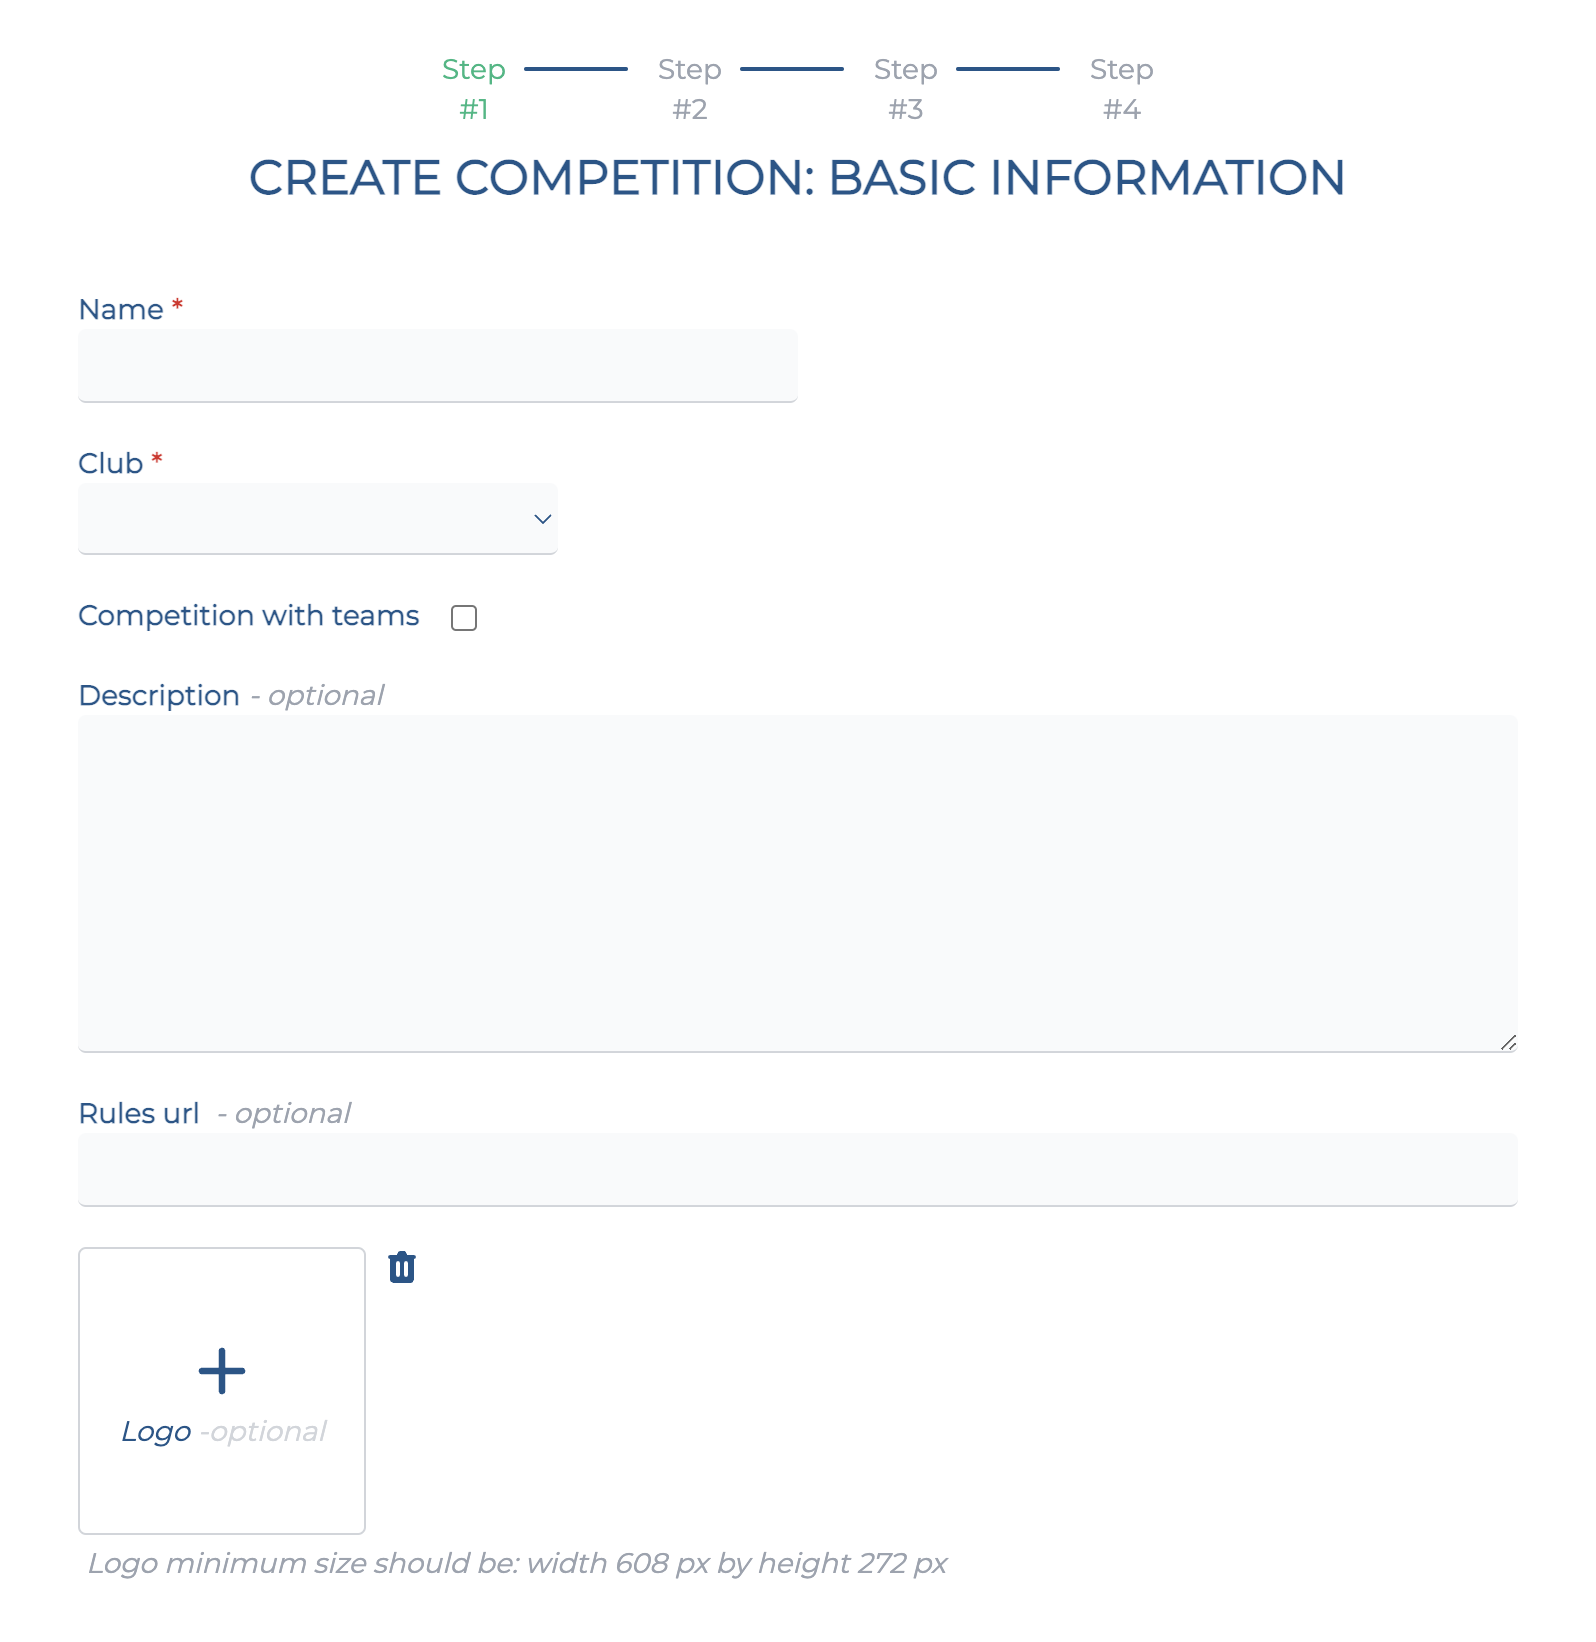 Step Step Step Step
#1 #2 #3 #4
CREATE COMPETITION: BASIC INFORMATION
Name *
Club *
Competition with teams
Description - optional
Rules url - optional
Logo -optional
Logo minimum size should be: width 608 px by height 272 px